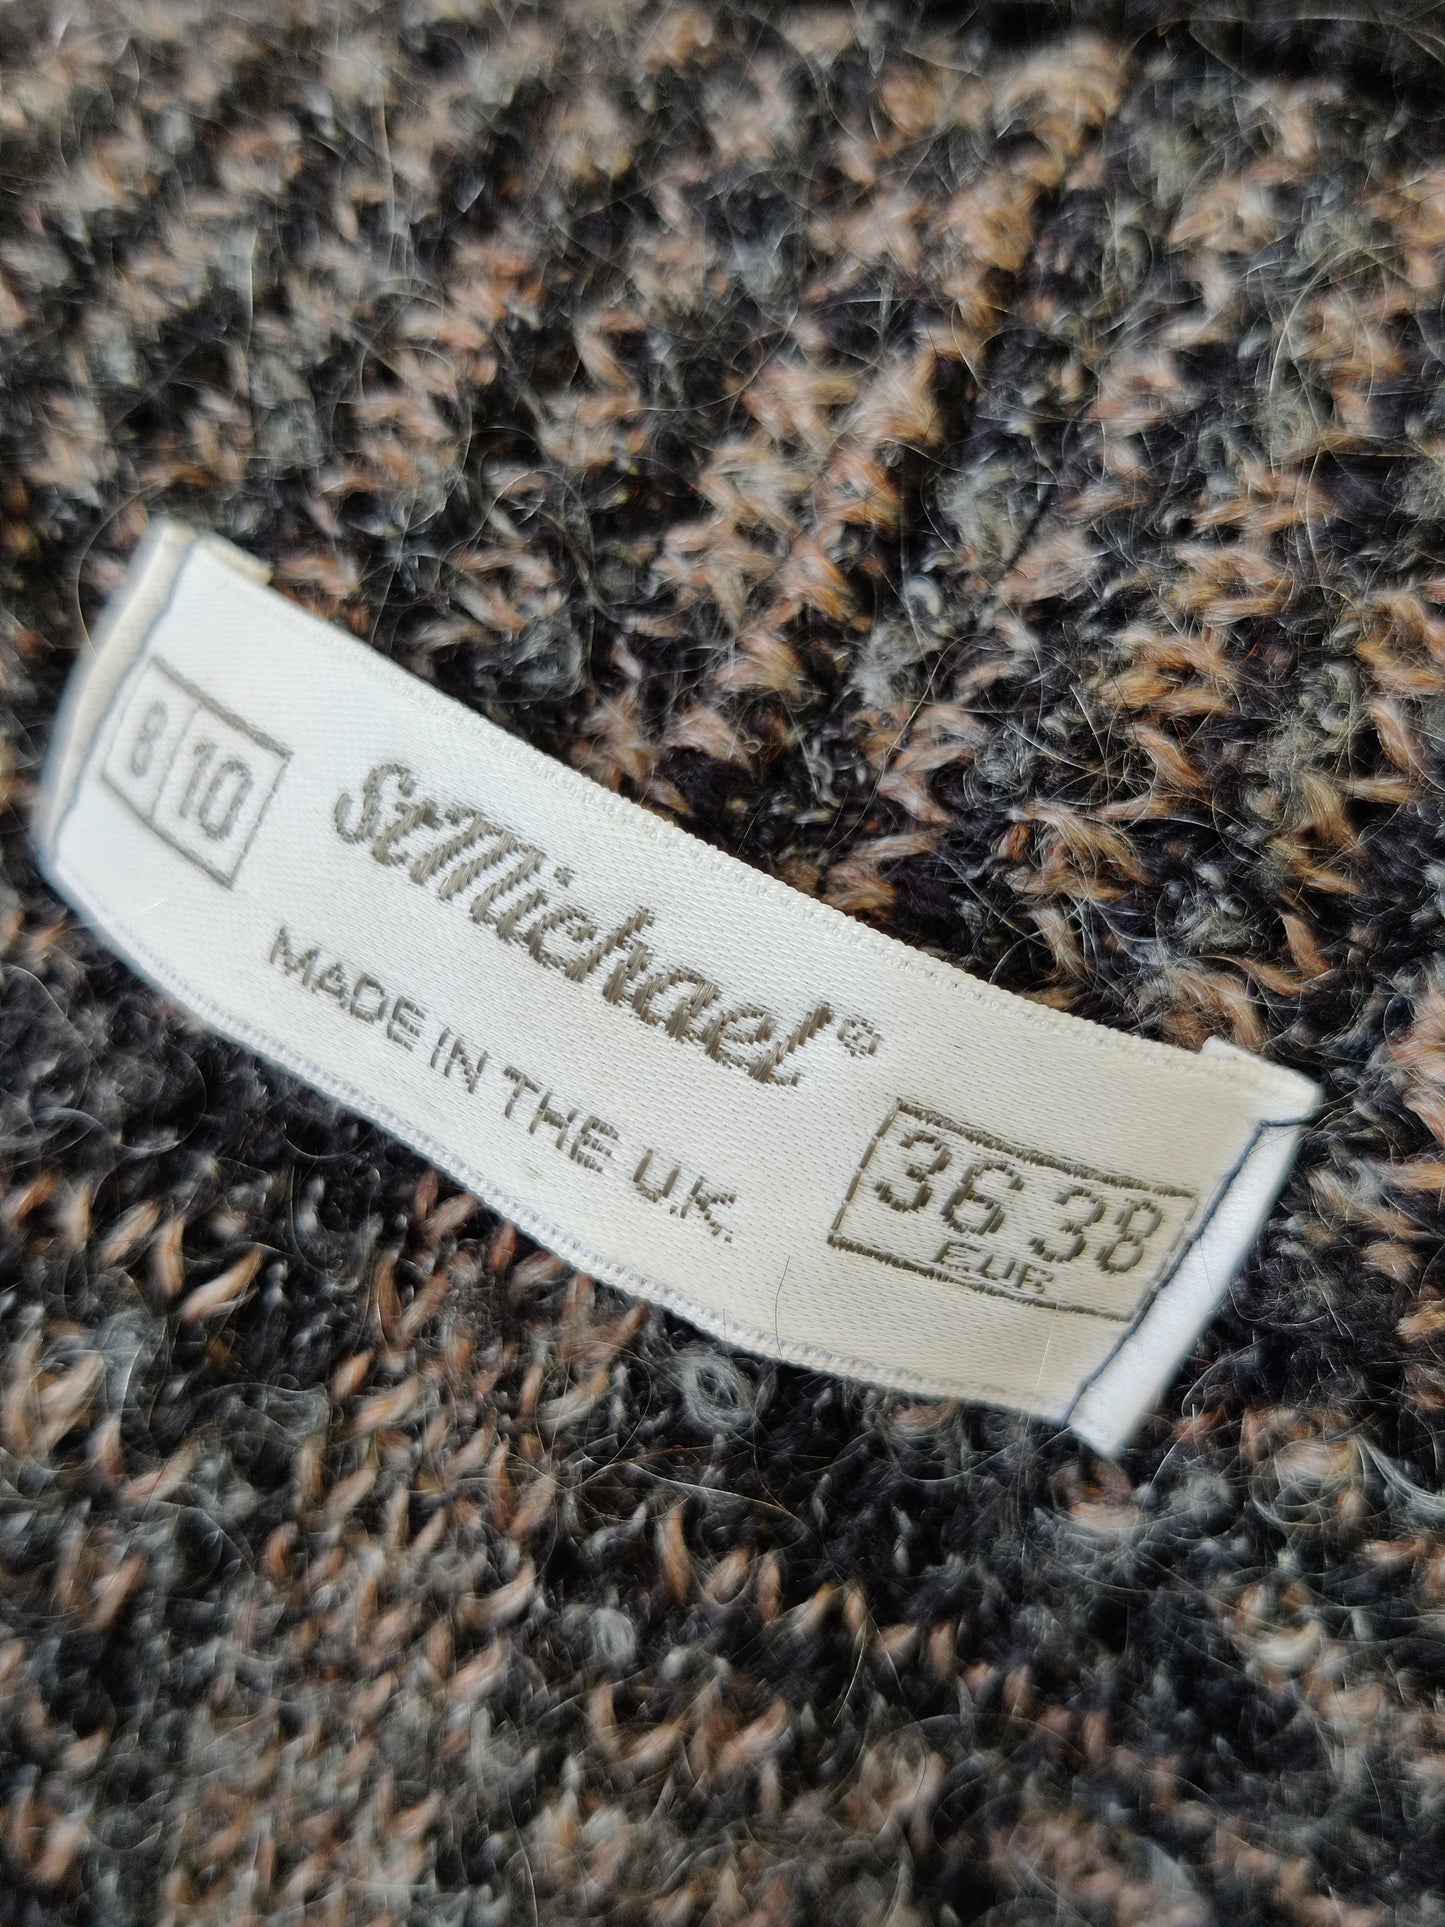 8 10
St Michael®
MADE IN THE U.K.
36 38
EUR